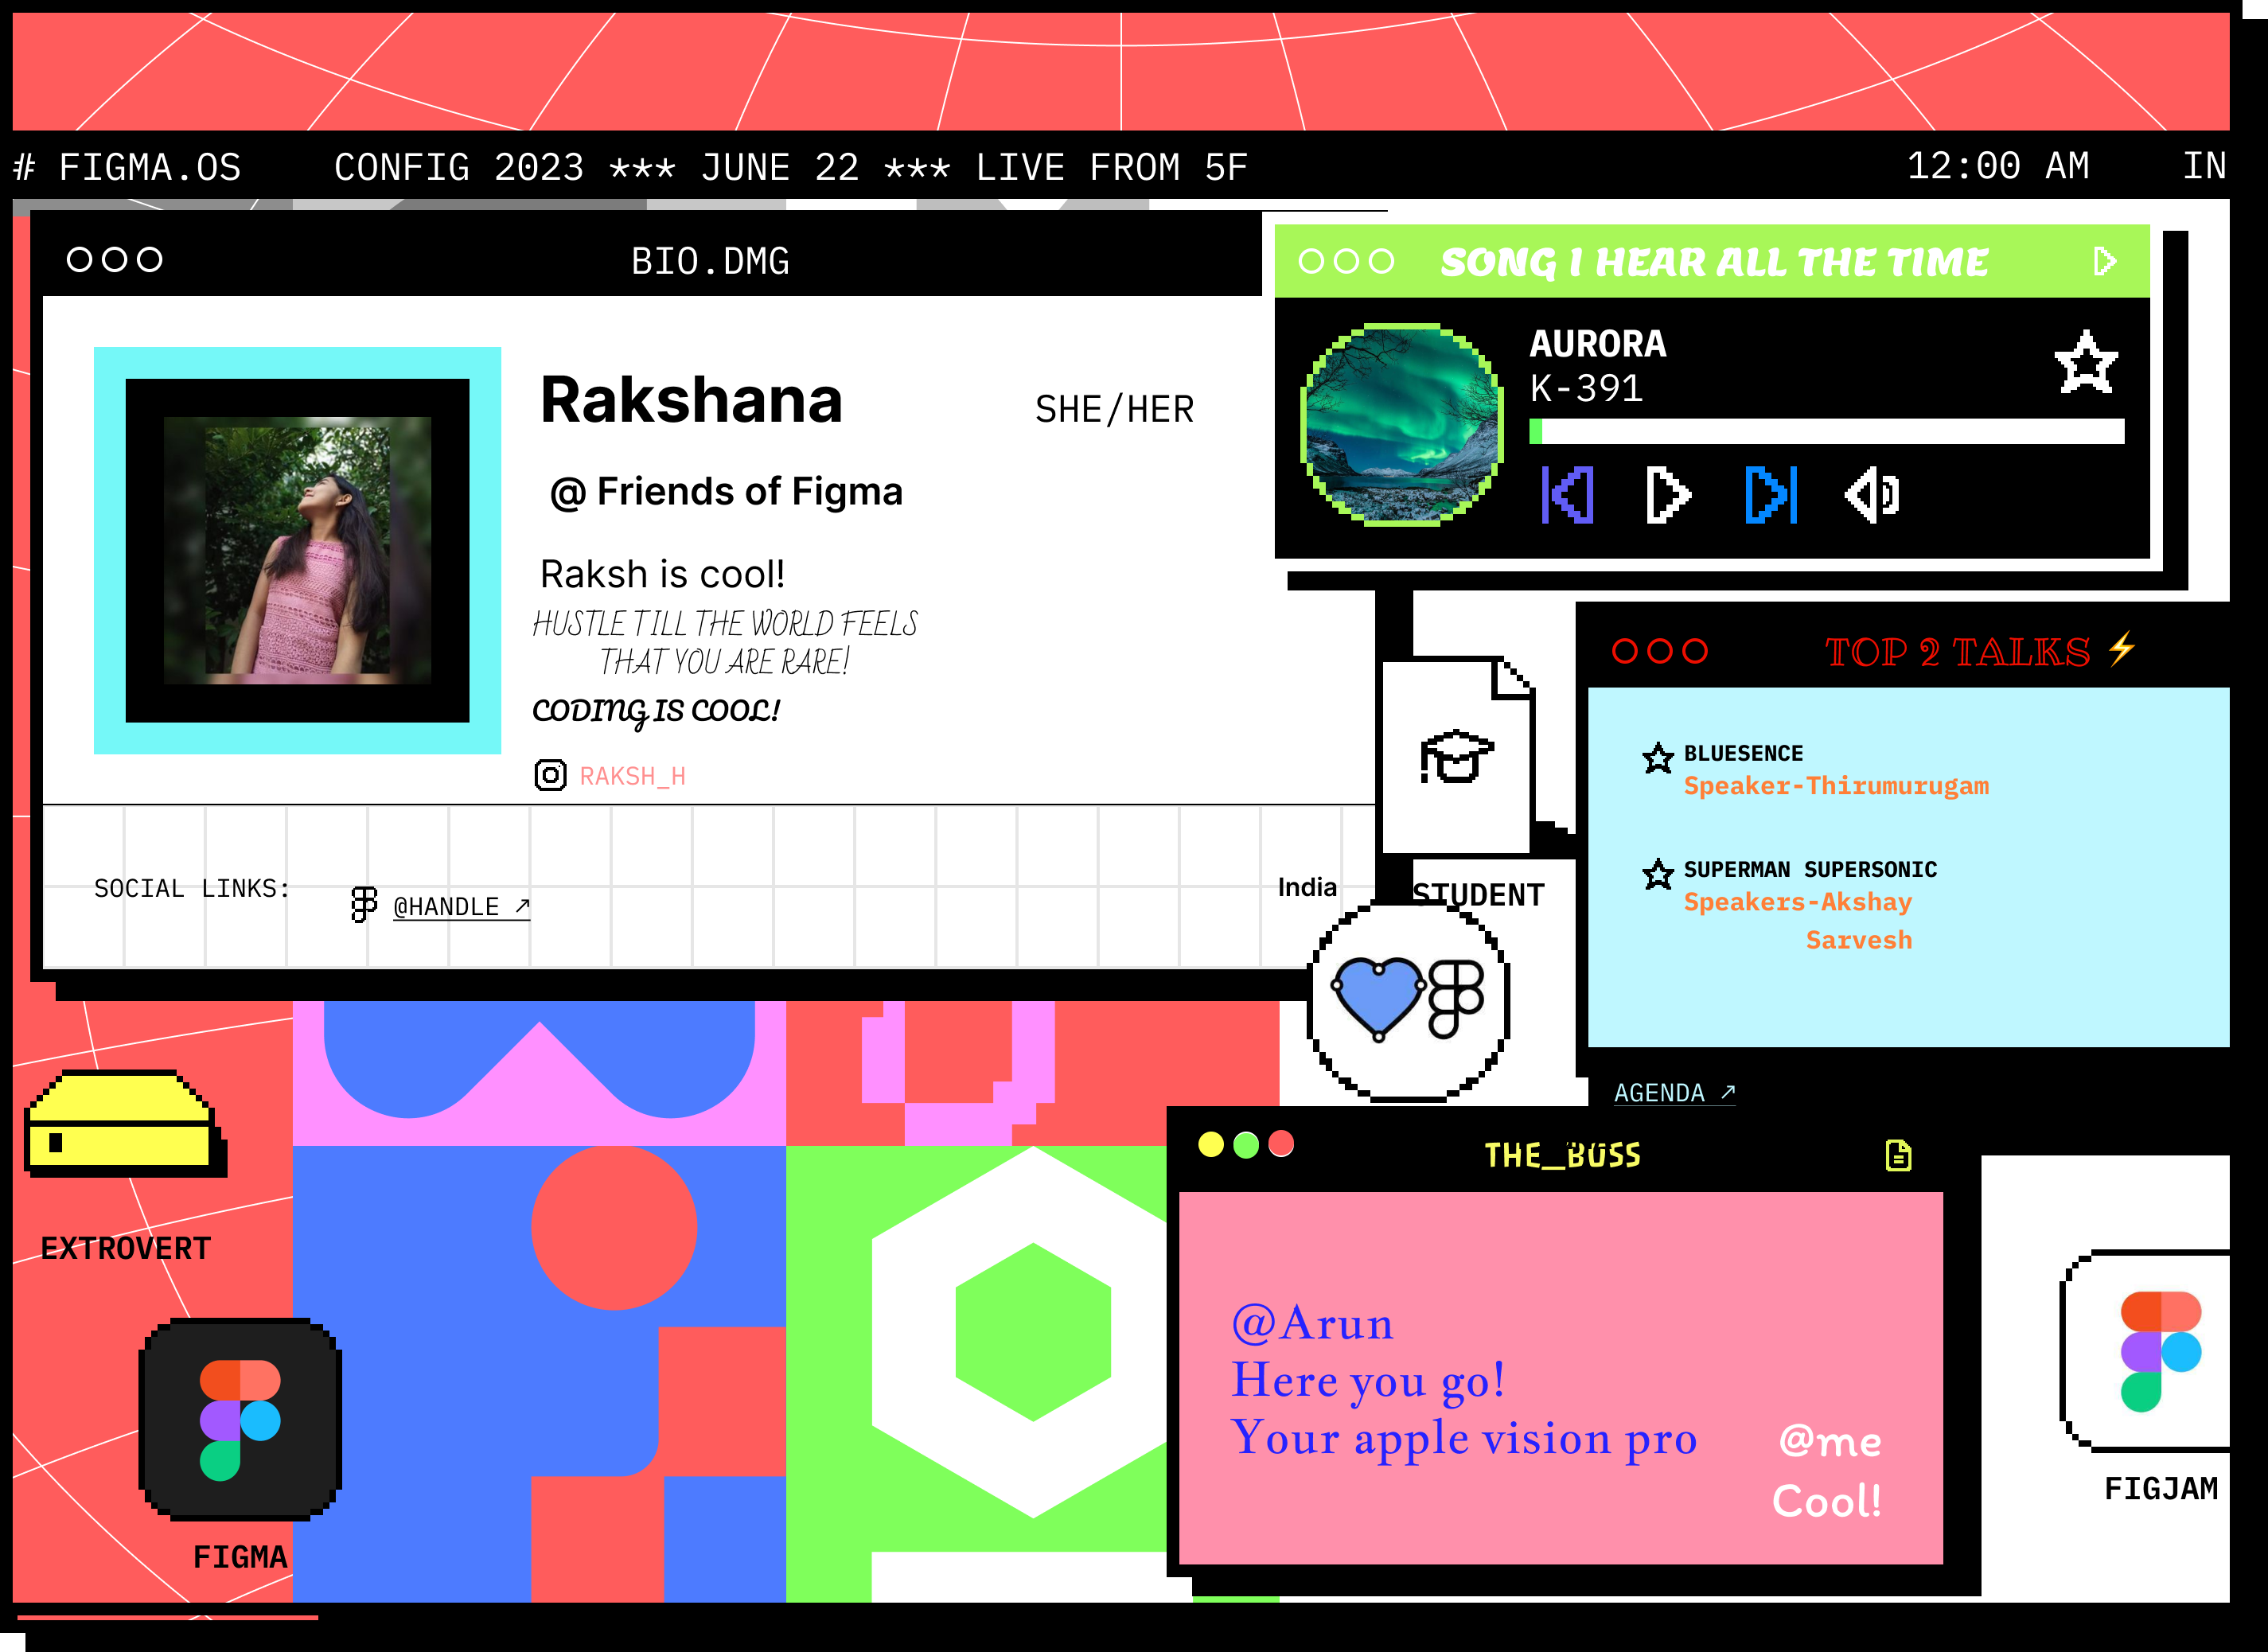 # FIGMA.OS CONFIG 2023 *** JUNE 22 *** LIVE FROM 5F 12:00 AM IN
BIO.DMG
Rakshana SHE/HER
@ Friends of Figma
Raksh is cool!
HUSTLE TILL THE WORLD FEELS
THAT YOU ARE RARE!
CODING IS COOL!
RAKSH_H
SOCIAL LINKS: @HANDLE ↗ India
SONG I HEAR ALL THE TIME
AURORA
K-391
STUDENT
TOP 2 TALKS ⚡
BLUESENCE
Speaker-Thirumurugam
SUPERMAN SUPERSONIC
Speakers-Akshay
Sarvesh
AGENDA ↗
EXTROVERT
FIGMA
THE_BOSS
@Arun
Here you go!
Your apple vision pro
@me
Cool!
FIGJAM